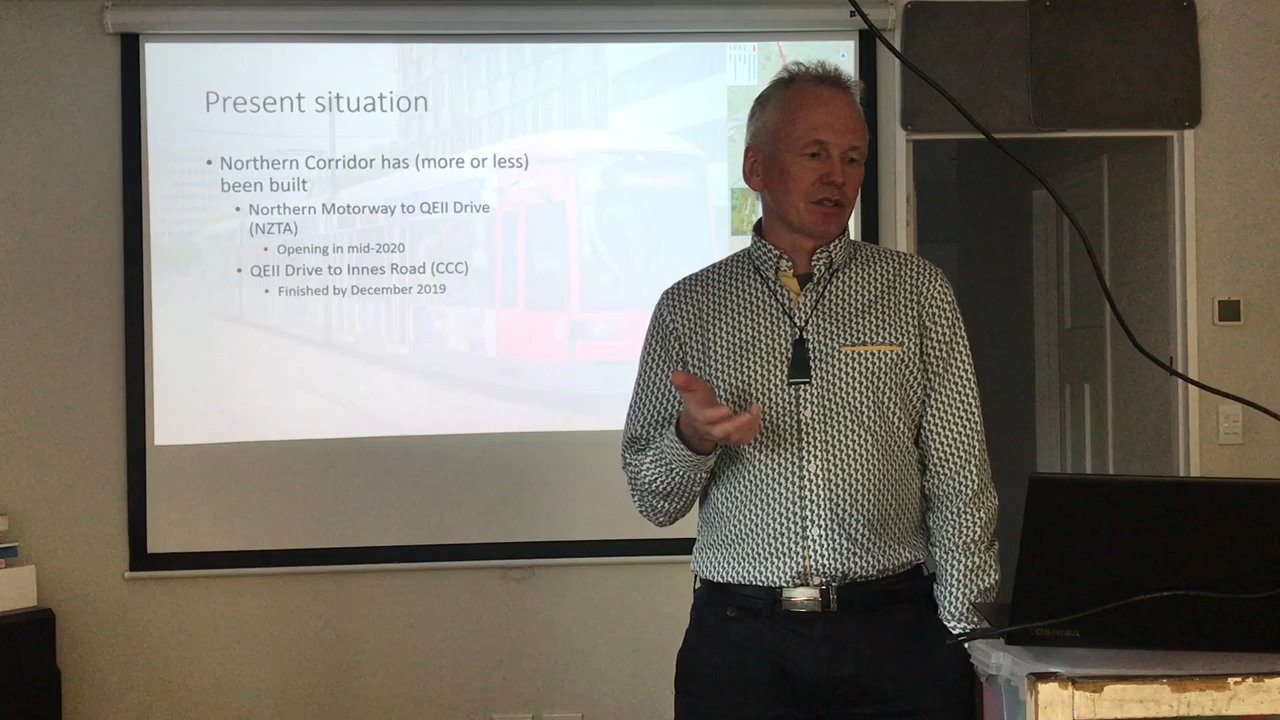 Present situation
• Northern Corridor has (more or less)
been built
• Northern Motorway to QEII Drive
(NZTA)
• Opening in mid-2020
• QEII Drive to Innes Road (CCC)
• Finished by December 2019
TOSHIBA